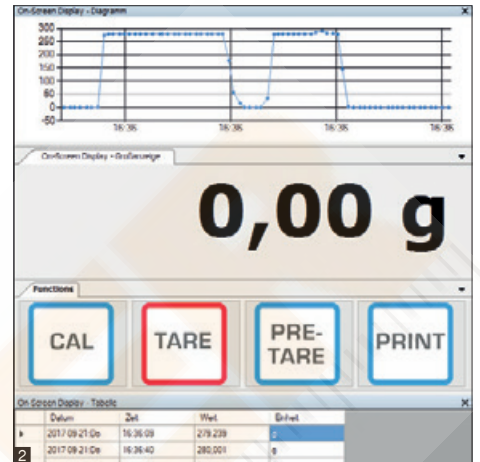 On-Screen Display - Diagramm x
300
250
200
150
100
50
0
-50
16:36 16:36 16:36 16:36
On-Screen Display - Großanzeige
0,00 g
Functions
CAL TARE PRE-TARE PRINT
On Screen Display - Tabelle x
Datum Zeit Wert Einheit
2017 09 21 Do 16:36:09 279.239 g
2 2017 09 21 Do 16:36:40 280,001 g